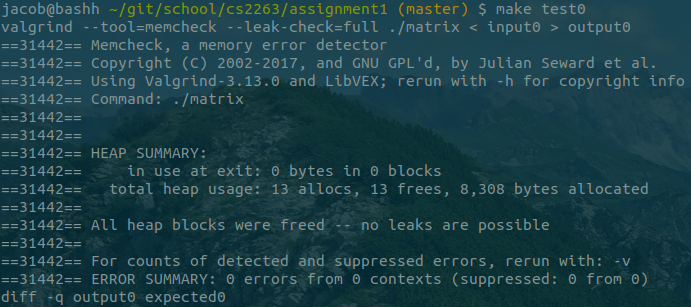 jacob@bashh ~/git/school/cs2263/assignment1 (master) $ make test0
valgrind --tool=memcheck --leak-check=full ./matrix < input0 > output0
==31442== Memcheck, a memory error detector
==31442== Copyright (C) 2002-2017, and GNU GPL'd, by Julian Seward et al.
==31442== Using Valgrind-3.13.0 and LibVEX; rerun with -h for copyright info
==31442== Command: ./matrix
==31442==
==31442==
==31442== HEAP SUMMARY:
==31442==     in use at exit: 0 bytes in 0 blocks
==31442==   total heap usage: 13 allocs, 13 frees, 8,308 bytes allocated
==31442==
==31442== All heap blocks were freed -- no leaks are possible
==31442==
==31442== For counts of detected and suppressed errors, rerun with: -v
==31442== ERROR SUMMARY: 0 errors from 0 contexts (suppressed: 0 from 0)
diff -q output0 expected0